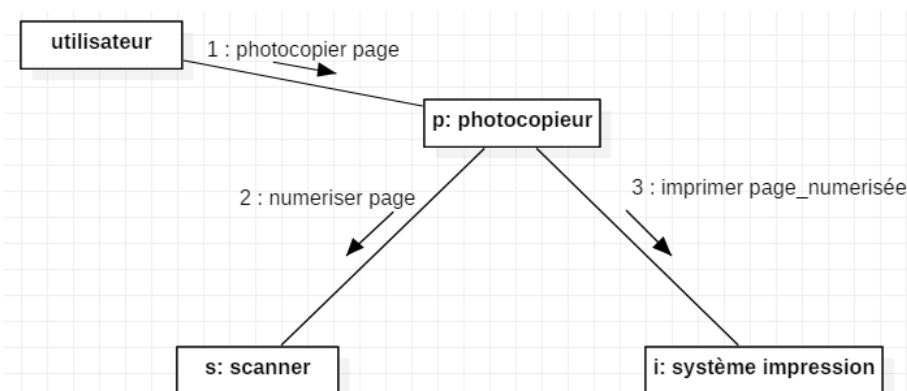 utilisateur
1 : photocopier page
p: photocopieur
2 : numeriser page
3 : imprimer page_numerisée
s: scanner
i: système impression